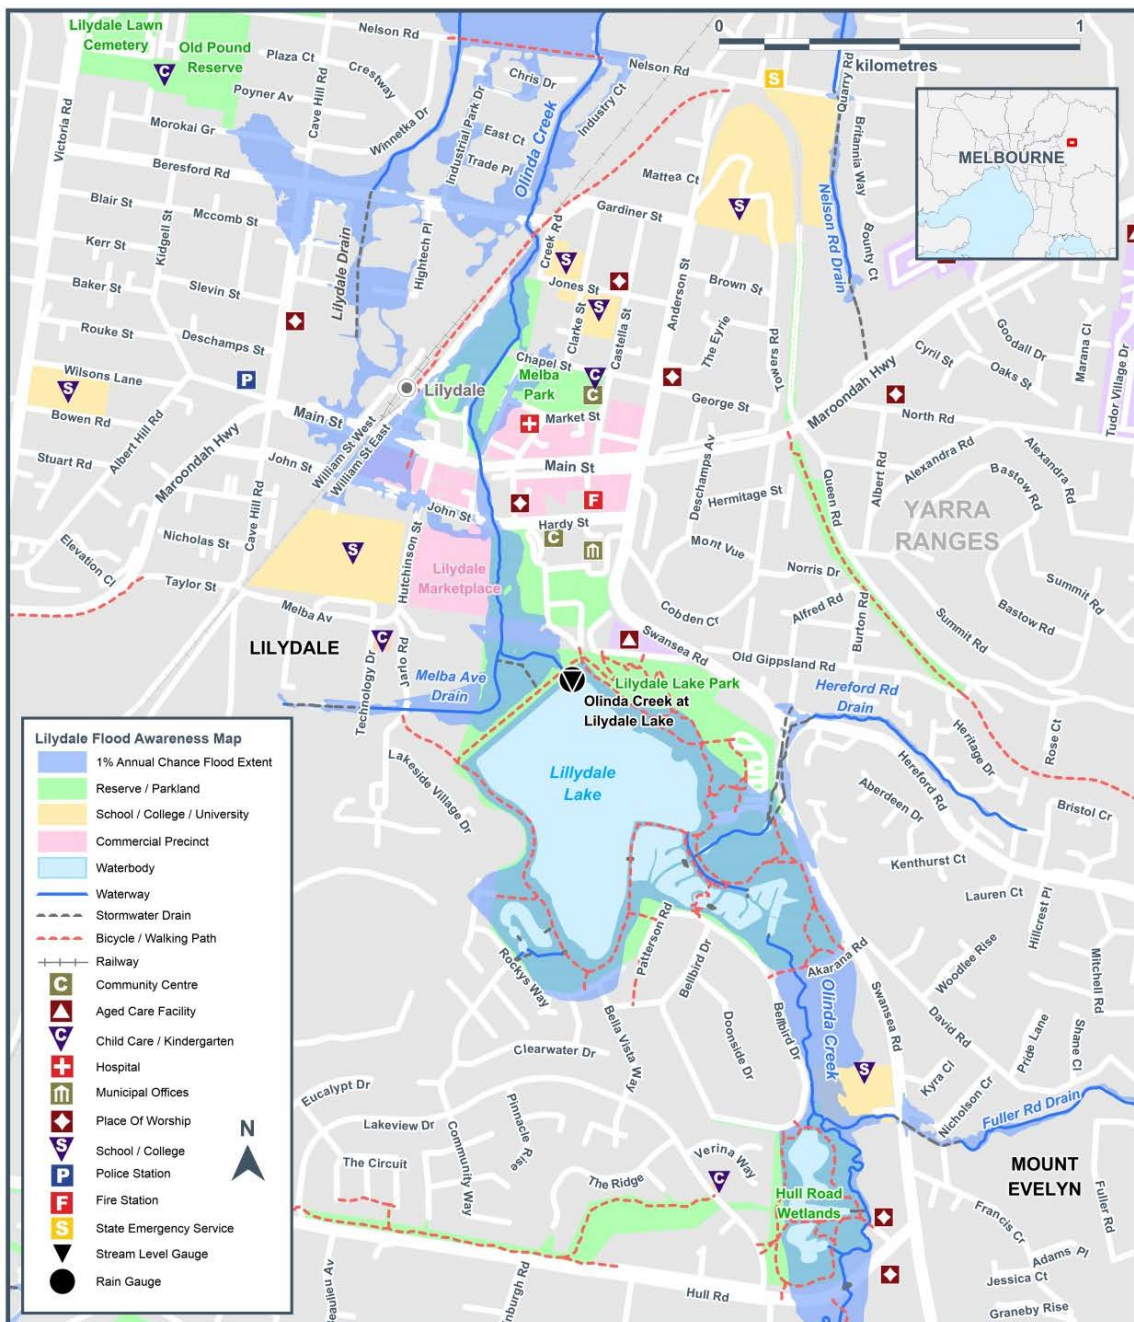 Lilydale Lawn
Cemetery
Old Pound
Reserve
Nelson Rd
Plaza Ct
Crestway
Poyner Av
Cave Hill Rd
Victoria Rd
Morokai Gr
Winnetka Dr
Beresford Rd
Chris Dr
Industrial Park Dr
East Ct
Trade Pl
Olinda Creek
Industry Ct
Nelson Rd
0
1
kilometres
S
Quarry Rd
MELBOURNE
Britannia Way
Mattea Ct
Gardiner St
Nelson Rd Drain
Bounty Ct
Blair St
Mccomb St
Kidgell St
Kerr St
Baker St
Slevin St
Lilydale Drain
Hightech Pl
Creek Rd
Jones St
Clarke St
Castella St
Anderson St
Brown St
The Eyrie
Towers Rd
Rouke St
Deschamps St
Wilsons Lane
Bowen Rd
Albert Hill Rd
P
Lilydale
Chapel St
Melba
Park
Market St
George St
Maroondah Hwy
Cyril St
Goodall Dr
Oaks St
Marana Cl
Tudor Village Dr
North Rd
Main St
William St West
William St East
Main St
Stuart Rd
Maroondah Hwy
John St
John St
Cave Hill Rd
Nicholas St
Elevation Cl
Taylor St
Hutchinson St
Lilydale
Marketplace
F
Hardy St
Deschamps Av
Hermitage St
Mont Vue
Queen Rd
Albert Rd
Alexandra Rd
Alexandra Rd
Bastow Rd
YARRA
RANGES
Norris Dr
Alfred Rd
Burton Rd
Summit Rd
Bastow Rd
Summit Rd
Cobden Cr
Swansea Rd
Old Gippsland Rd
Melba Av
LILYDALE
Technology Dr
Jarlo Rd
Melba Ave
Drain
Lilydale Lake Park
Olinda Creek at
Lilydale Lake
Hereford Rd
Drain
Heritage Dr
Rose Ct
Hereford Rd
Aberdeen Dr
Bristol Cr
Kenthurst Ct
Lauren Ct
Hillcrest Pl
Lakeside Village Dr
Lillydale
Lake
Rockys Way
Patterson Rd
Bellbird Dr
Bella Vista Way
Doonside Dr
Bellbird Dr
Akarana Rd
Olinda Creek
Swansea Rd
Woodlee Rise
David Rd
Pride Lane
Mitchell Rd
Shane Cl
Kyra Cl
Nicholson Cr
Fuller Rd Drain
Clearwater Dr
Eucalypt Dr
Lakeview Dr
Pinnacle Rise
Community Way
The Circuit
The Ridge
Verina Way
Hull Road
Wetlands
MOUNT
EVELYN
Fuller Rd
Francis Cr
Adams Pl
Jessica Ct
Graneby Rise
Hull Rd
Lilydale Flood Awareness Map
1% Annual Chance Flood Extent
Reserve / Parkland
School / College / University
Commercial Precinct
Waterbody
Waterway
Stormwater Drain
Bicycle / Walking Path
Railway
C Community Centre
Aged Care Facility
C Child Care / Kindergarten
Hospital
Municipal Offices
N
Place Of Worship
S School / College
P Police Station
F Fire Station
S State Emergency Service
Stream Level Gauge
Rain Gauge